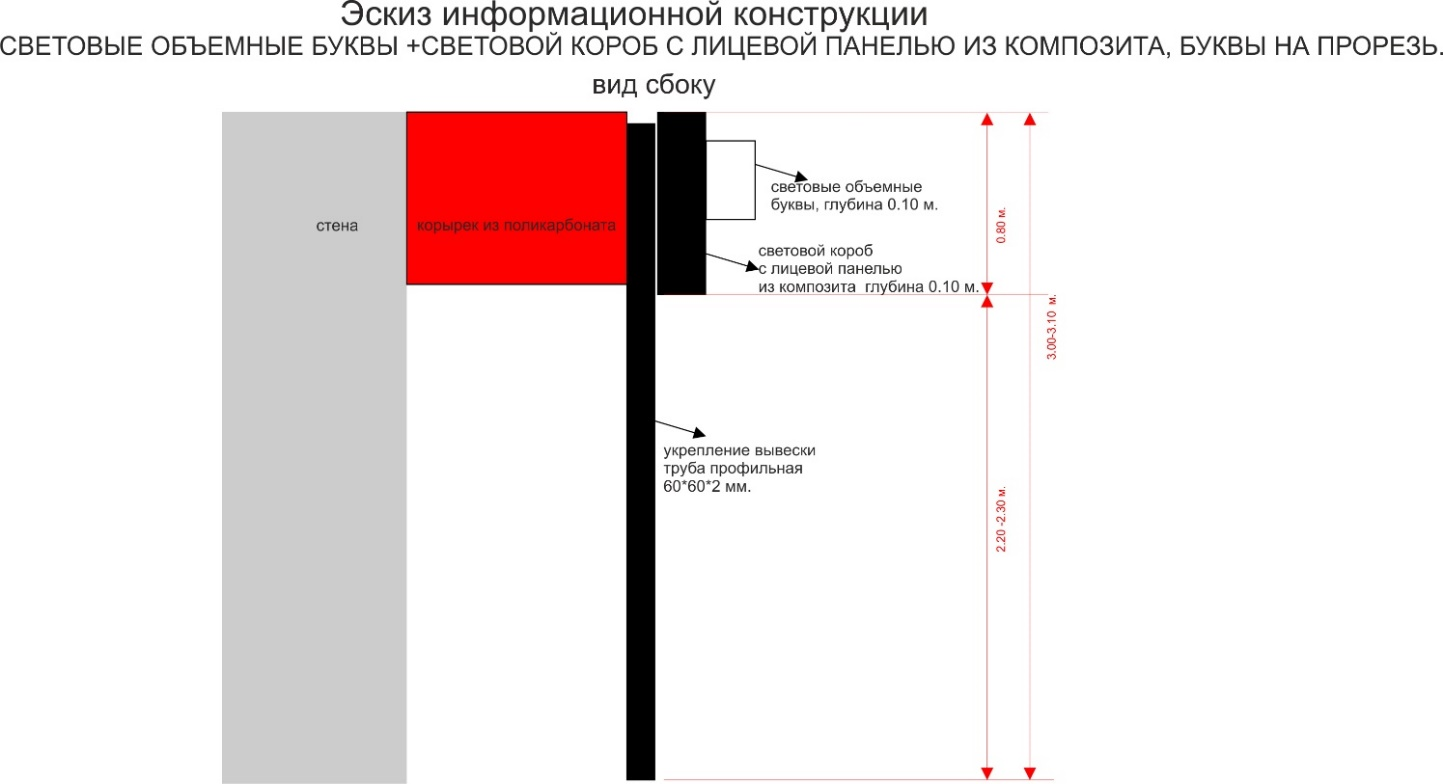 Эскиз информационной конструкции
СВЕТОВЫЕ ОБЪЕМНЫЕ БУКВЫ +СВЕТОВОЙ КОРОБ С ЛИЦЕВОЙ ПАНЕЛЬЮ ИЗ КОМПОЗИТА, БУКВЫ НА ПРОРЕЗЬ.
вид сбоку
стена
корырек из поликарбоната
световые объемные
буквы, глубина 0.10 м.
световой короб
с лицевой панелью
из композита глубина 0.10 м.
0.80 м.
3.00-3.10 м.
укрепление вывески
труба профильная
60*60*2 мм.
2.20 -2.30 м.